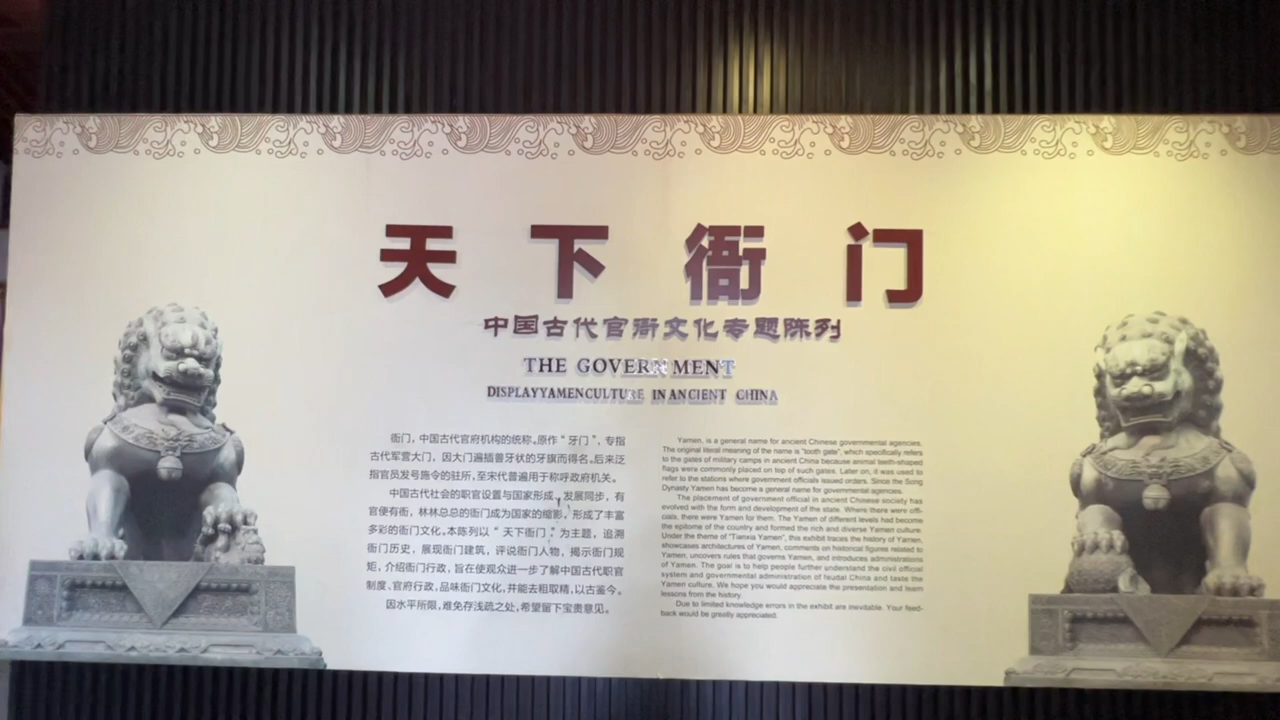 天下衙门
中国古代官衙文化专题陈列
THE GOVERNMENT
DISPLAYYAMENCULTURE INANCIENT CHINA
衙门，中国古代官府机构的统称。原作“牙门”，专指
古代军营大门，因大门遍插兽牙状的牙旗而得名。后来泛
指官员发号施令的驻所，至宋代普遍用于称呼政府机关。
中国古代社会的职官设置与国家形成、发展同步，有
官便有衙，林林总总的衙门成为国家的缩影，形成了丰富
多彩的衙门文化。本陈列以“天下衙门”为主题，追溯
衙门历史，展现衙门建筑，评说衙门人物，揭示衙门规
矩，介绍衙门行政，旨在使观众进一步了解中国古代职官
制度、官府行政，品味衙门文化，并能去粗取精，以古鉴今。
因水平所限，难免存浅疏之处，希望留下宝贵意见。
Yamen, is a general name for ancient Chinese governmental agencies.
The original literal meaning of the name is "tooth gate", which specifically refers
to the gates of military camps in ancient China because animal teeth-shaped
flags were commonly placed un top of such gates. Later on, it was used to
refer to the stations where government officials issued orders. Since the Song
Dynasty Yamen has become a general name for governmental agencies.
The placement of government official in ancient Chinese society has
evolved with the form and development of the state. Where there were offi-
cials, there were Yamen for them. The Yamen of different levels had become
the epitome of the country and formed the rich and diverse Yamen culture.
Under the theme of "Tianxia Yamen", this exhibit traces the history of Yamen,
showcases architectures of Yamen, comments on historical figures related to
Yamen, uncovers rules that governs Yamen, and introduces administrations
of Yamen. The goal is to help people further understand the civil official
system and governmental administration of feudal China and taste the
Yamen culture. We hope you would appreciate the presentation and learn
lessons from the history.
Due to limited knowledge errors in the exhibit are inevitable. Your feed-
back would be greatly appreciated.